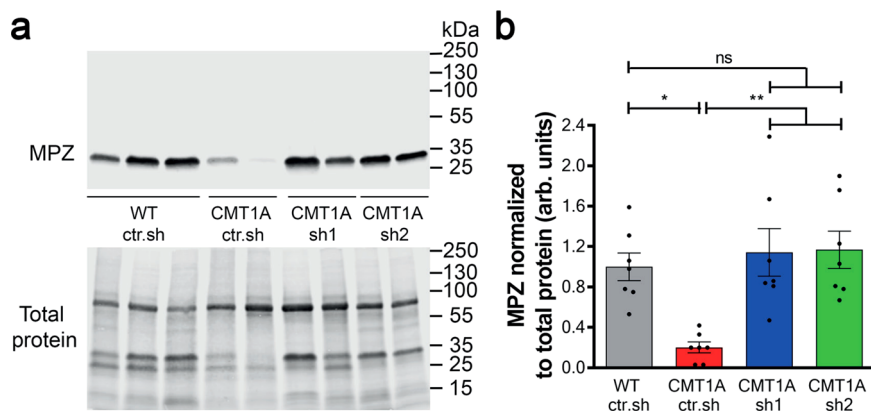 a
kDa
250
130
100
55
35
25
MPZ
WT
ctr.sh
CMT1A
ctr.sh
CMT1A
sh1
CMT1A
sh2
250
130
100
55
35
25
15
Total
protein
b
ns
*
**
MPZ normalized
to total protein (arb. units)
2.4
2.0
1.6
1.2
0.8
0.4
0.0
WT
ctr.sh
CMT1A
ctr.sh
CMT1A
sh1
CMT1A
sh2